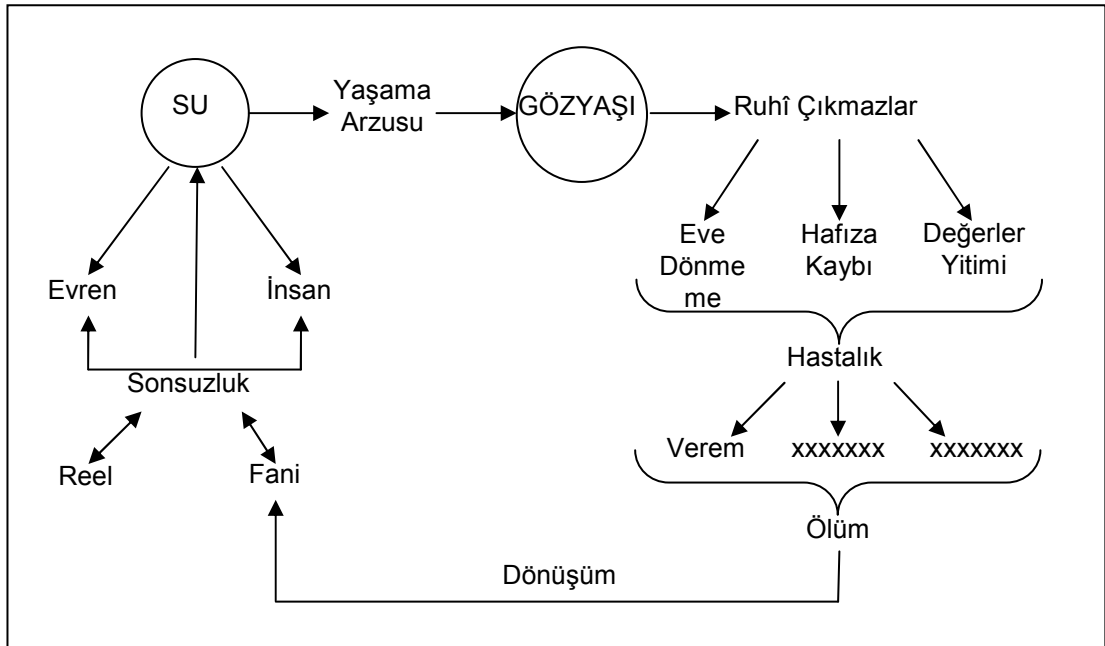 SU
Yaşama
Arzusu
GÖZYAŞI
Ruhî Çıkmazlar
Eve
Dönme
me
Hafıza
Kaybı
Değerler
Yitimi
Evren
İnsan
Hastalık
Sonsuzluk
Verem
xxxxxxx
xxxxxxx
Reel
Fani
Ölüm
Dönüşüm